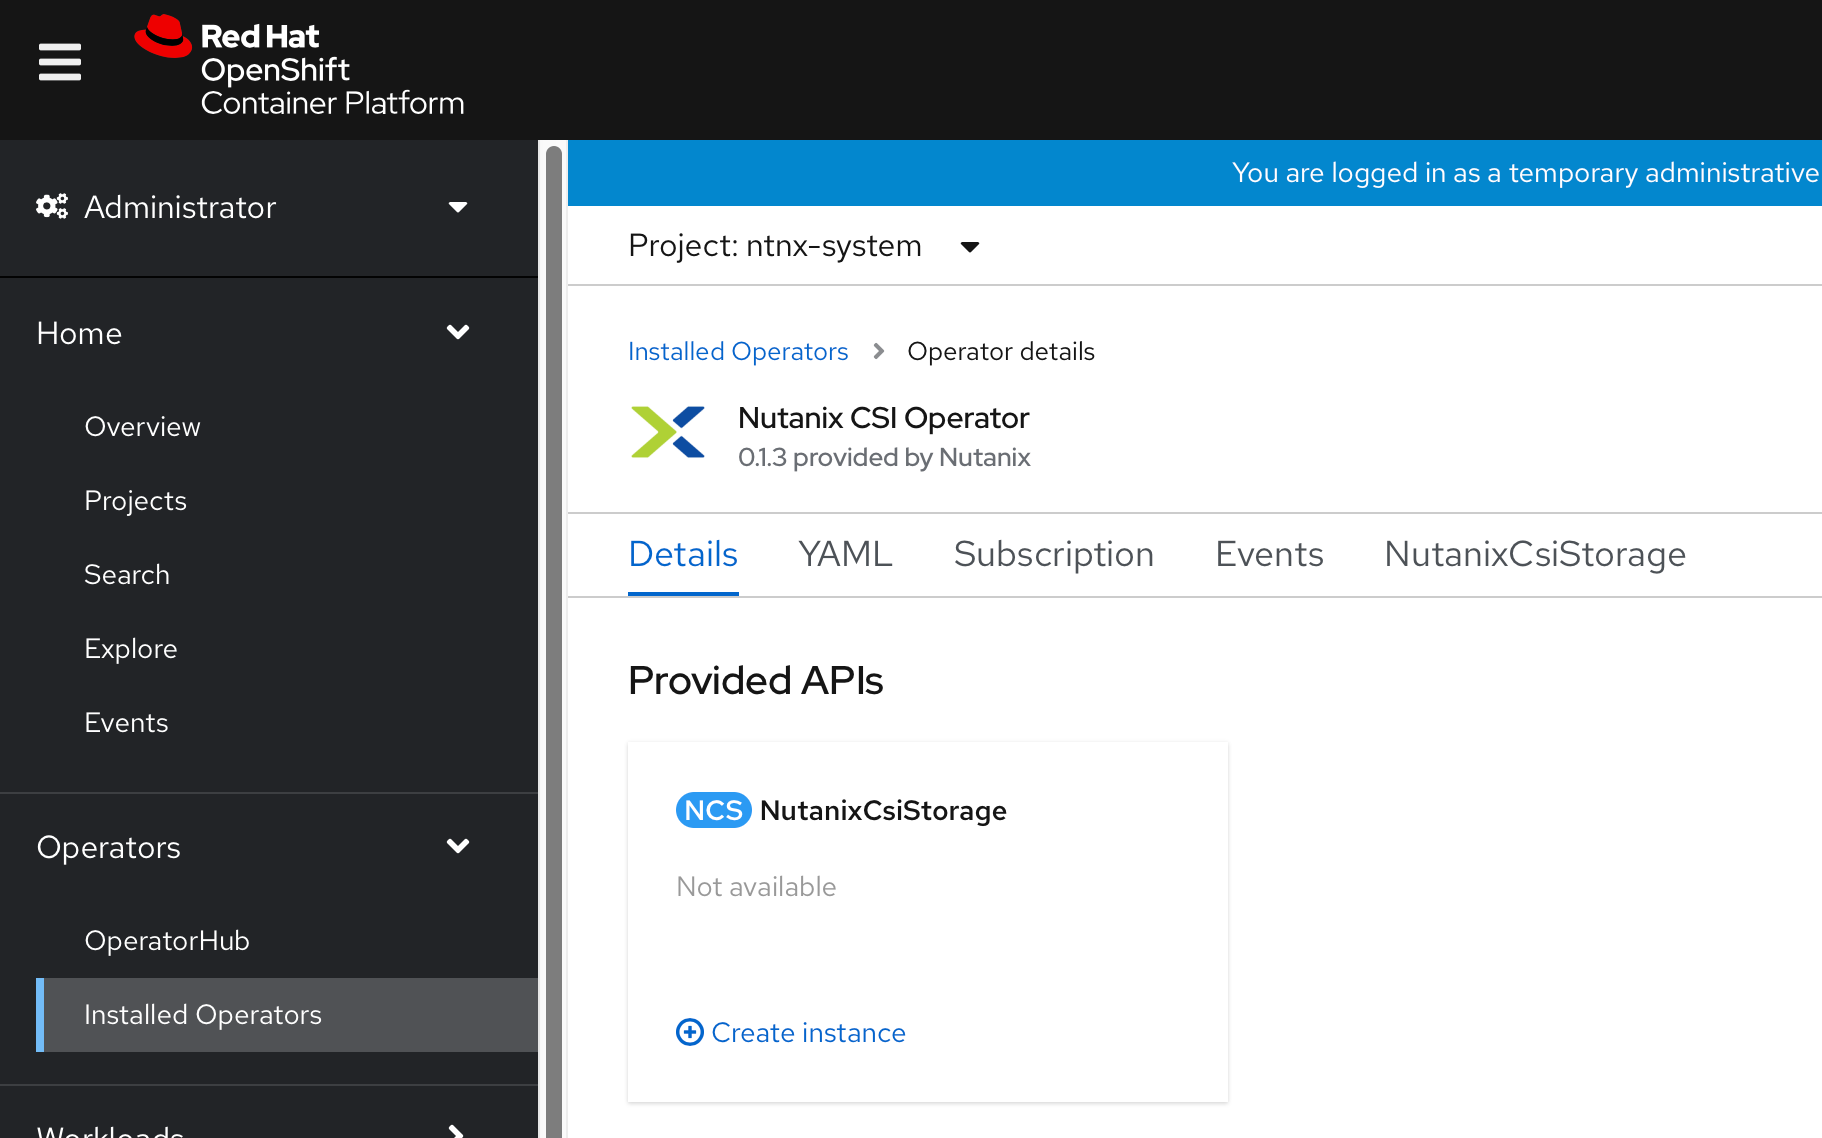 Red Hat
OpenShift
Container Platform
Administrator
Home
Overview
Projects
Search
Explore
Events
Operators
OperatorHub
Installed Operators
Workloads
You are logged in as a temporary administrative
Project: ntnx-system
Installed Operators Operator details
Nutanix CSI Operator
0.1.3 provided by Nutanix
Details YAML Subscription Events NutanixCsiStorage
Provided APIs
NCS NutanixCsiStorage
Not available
Create instance